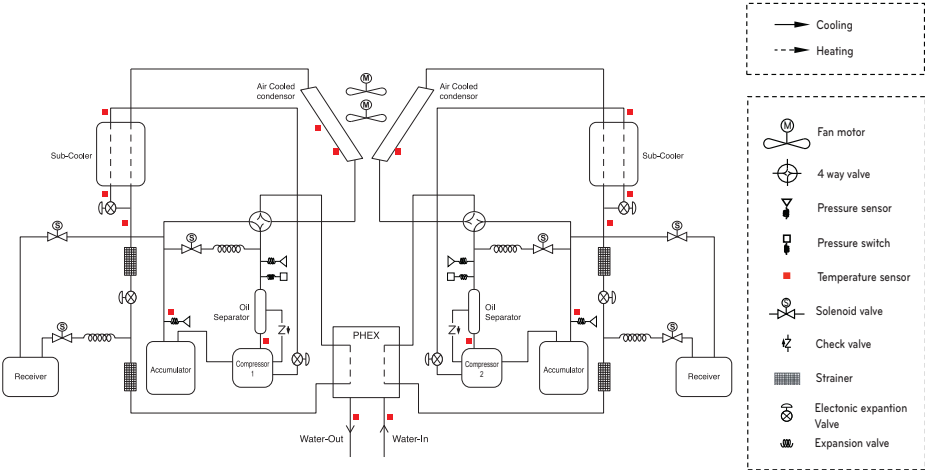 Cooling
Heating
M
M
Air Cooled
condensor
Air Cooled
condensor
Sub-Cooler
Sub-Cooler
S
S
S
S
Oil
Separator
Oil
Separator
S
S
Z
Z
PHEX
Receiver
Accumulator
Compressor
1
Compressor
2
Accumulator
Receiver
Water-Out
Water-In
M
Fan motor
4 way valve
Pressure sensor
Pressure switch
Temperature sensor
S
Solenoid valve
Check valve
Strainer
Electonic expantion
Valve
Expansion valve